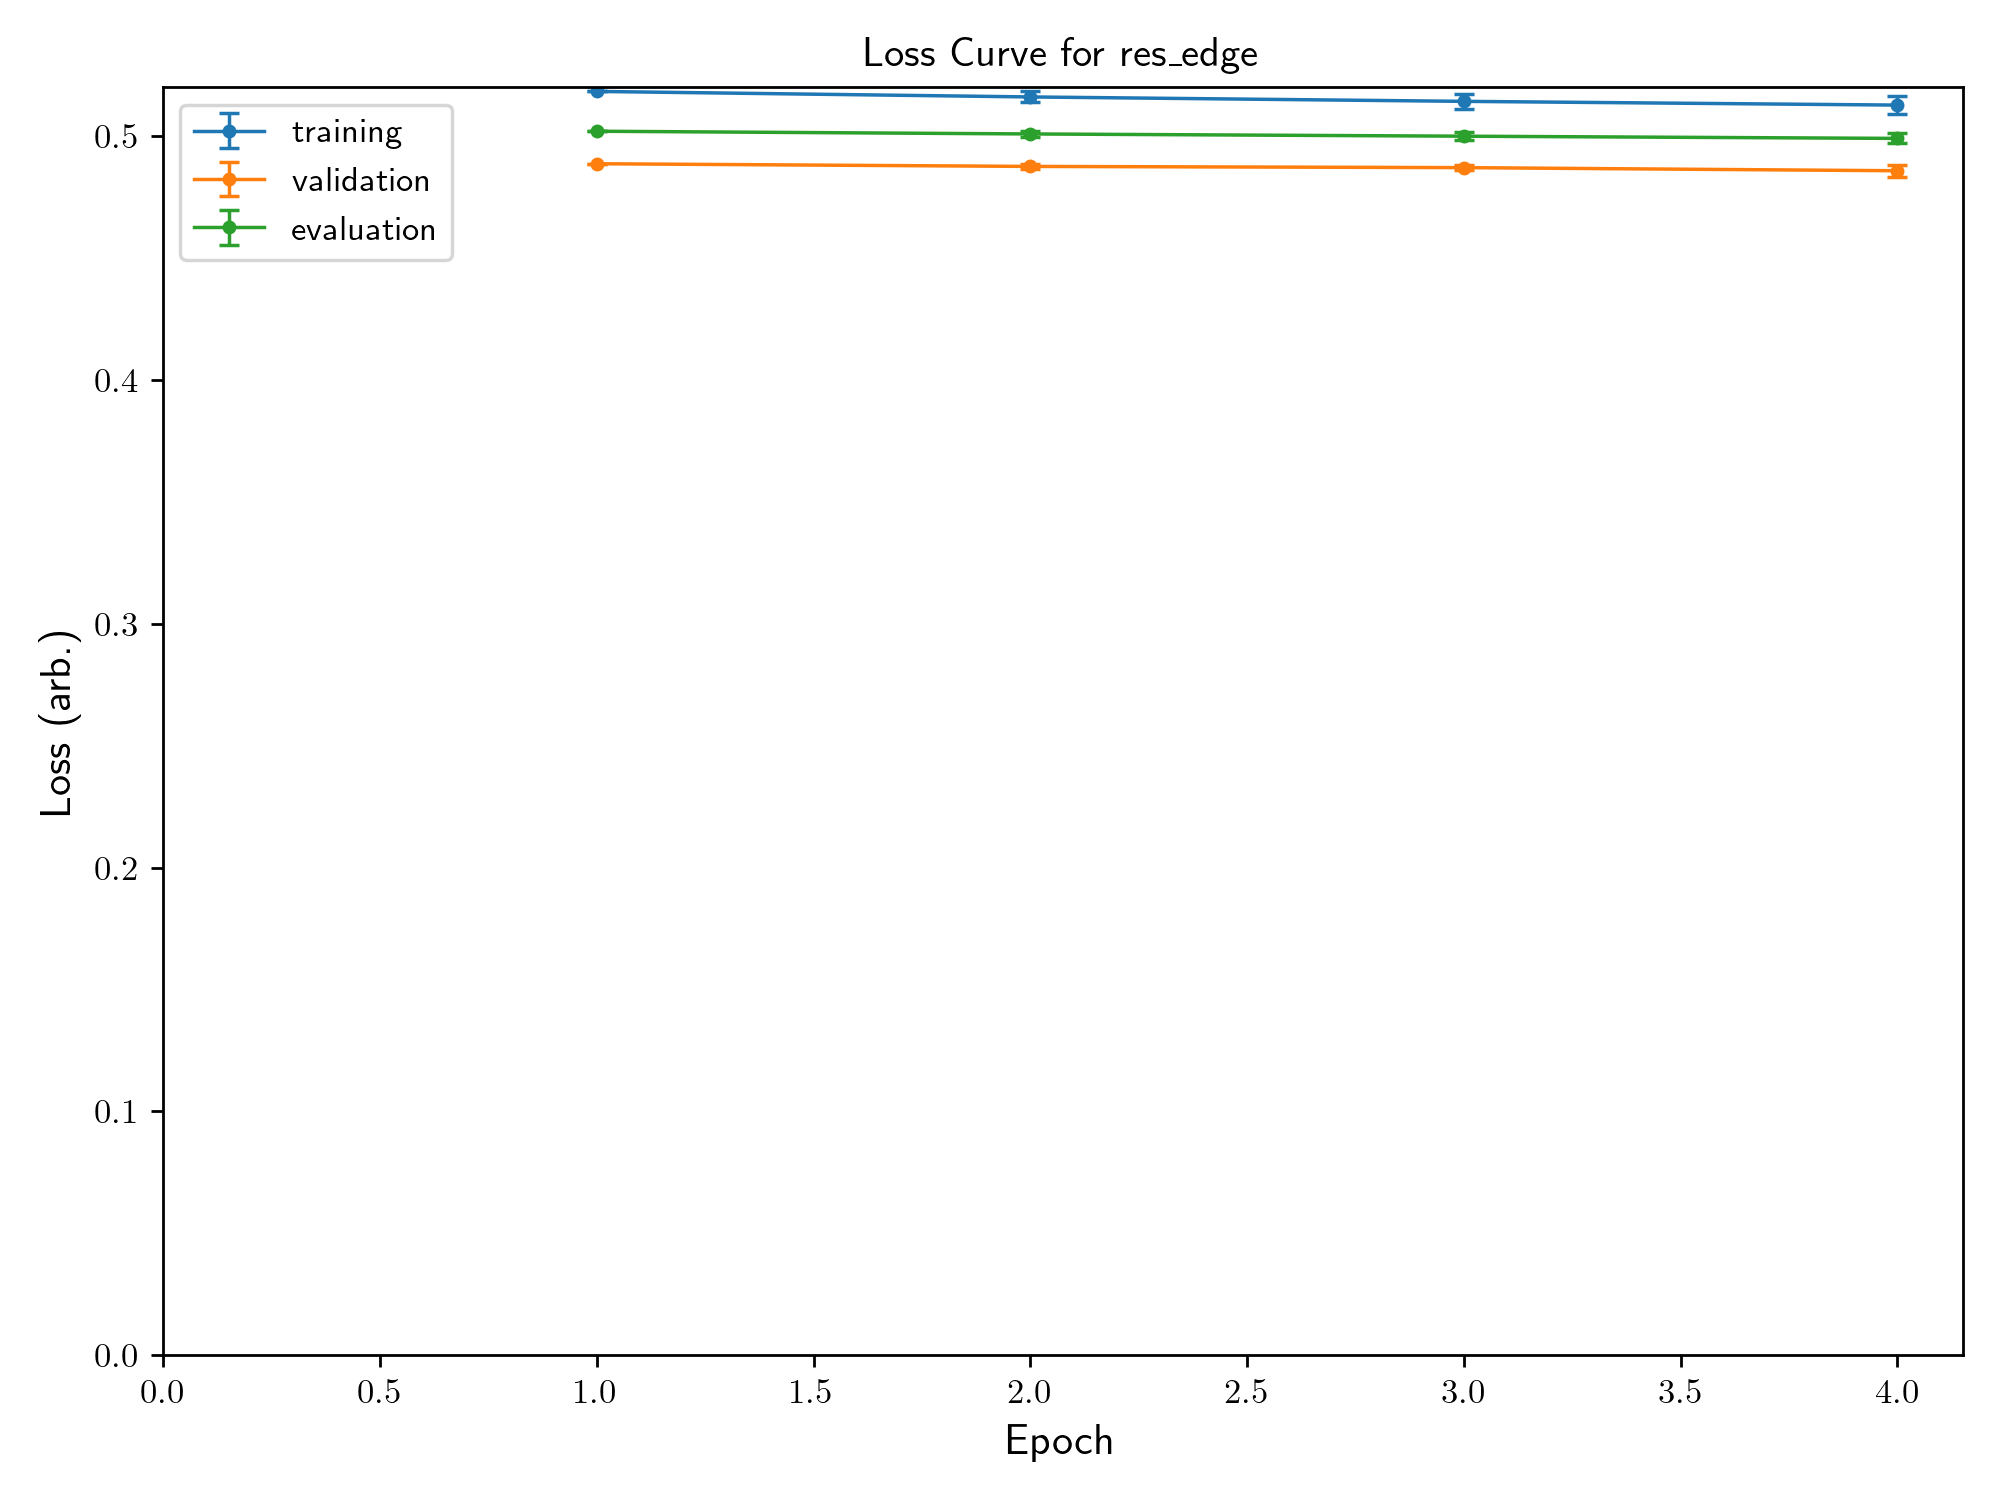 Loss Curve for res_edge
training
validation
evaluation
0.5
0.4
0.3
0.2
0.1
0.0
Loss (arb.)
0.0 0.5 1.0 1.5 2.0 2.5 3.0 3.5 4.0
Epoch